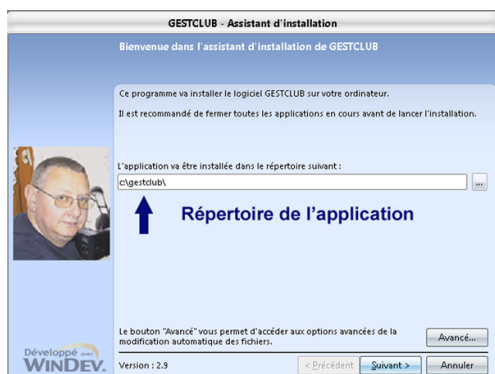 GESTCLUB - Assistant d'installation
Bienvenue dans l'assistant d'installation de GESTCLUB
Ce programme va installer le logiciel GESTCLUB sur votre ordinateur.
Il est recommandé de fermer toutes les applications en cours avant de lancer l'installation.
L'application va être installée dans le répertoire suivant :
c:\gestclub\
...
Répertoire de l'application
Le bouton "Avancé" vous permet d'accéder aux options avancées de la
modification automatique des fichiers.
Avancé...
Développé avec
WINDEV.
Version : 2.9
< Précédent
Suivant >
Annuler